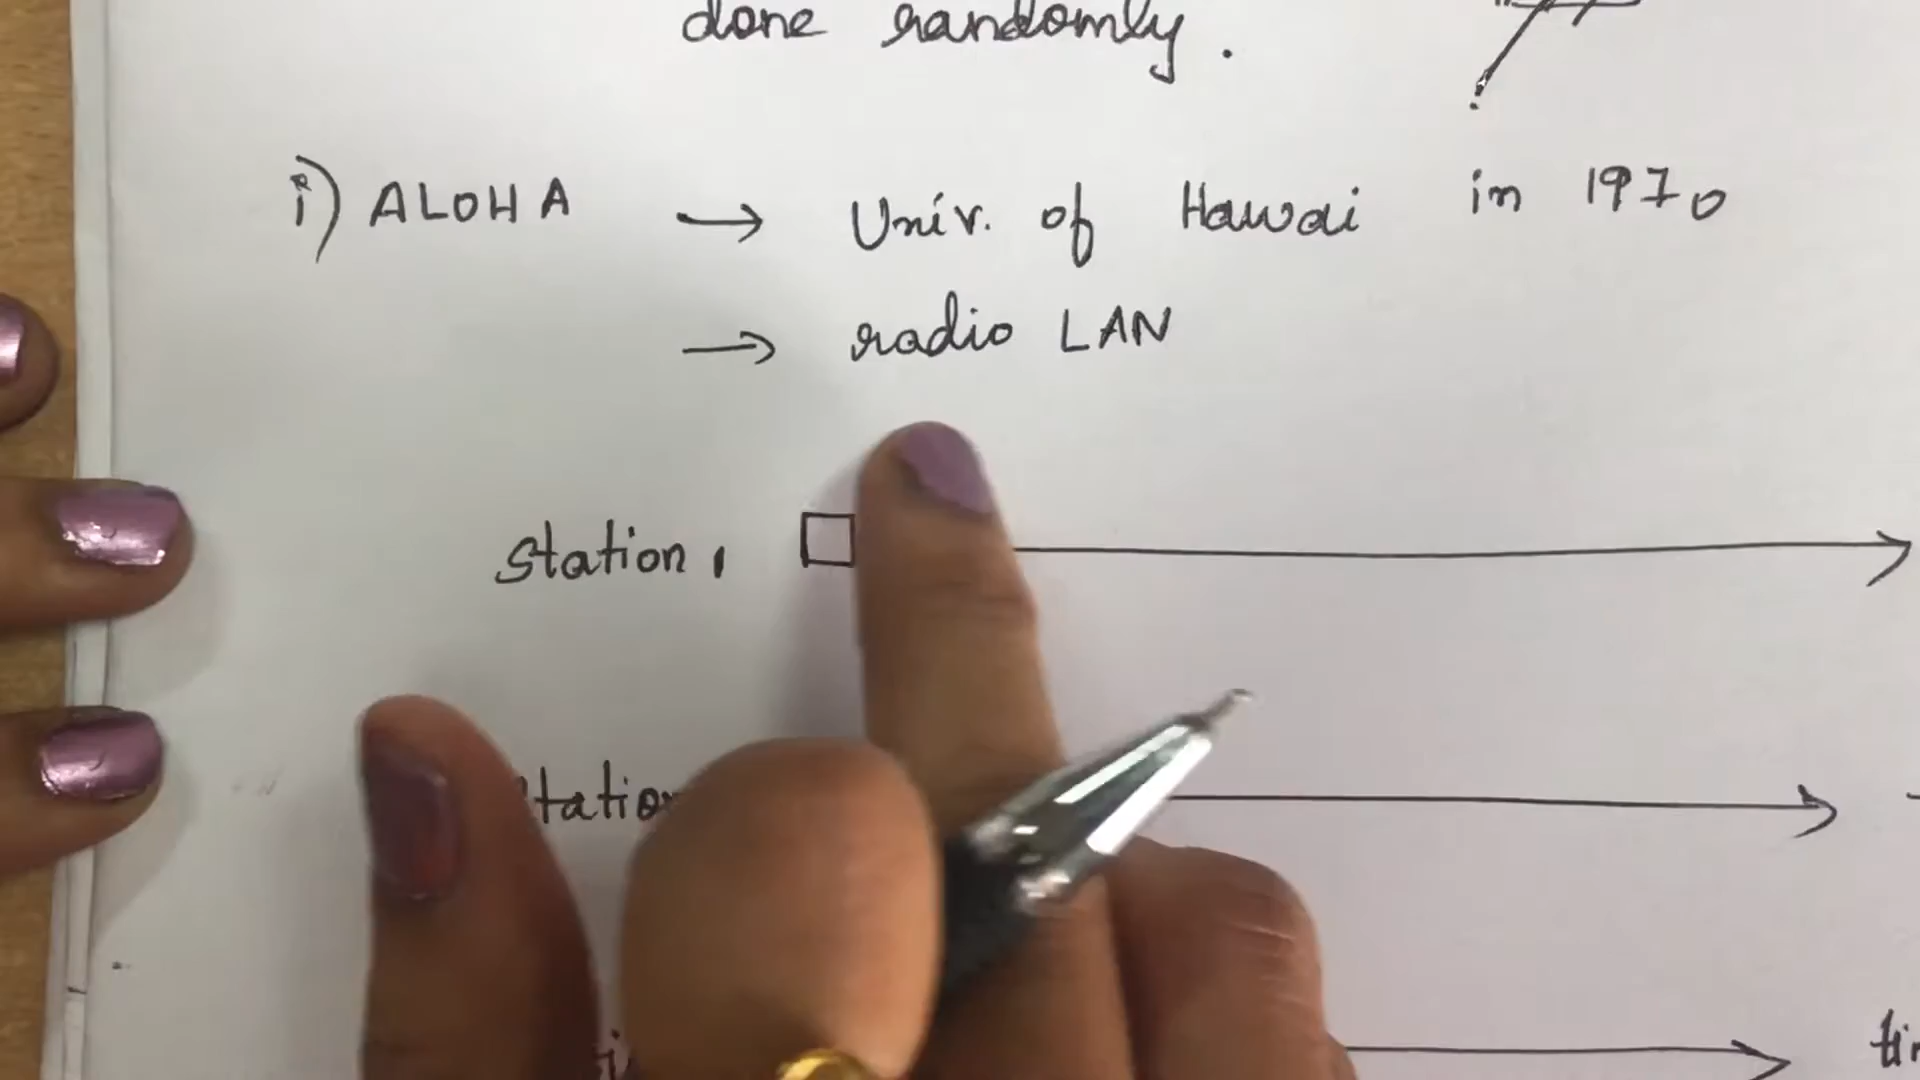 done randomly.
i) ALOHA → Univ. of Hawai in 1970
→ radio LAN
Station 1